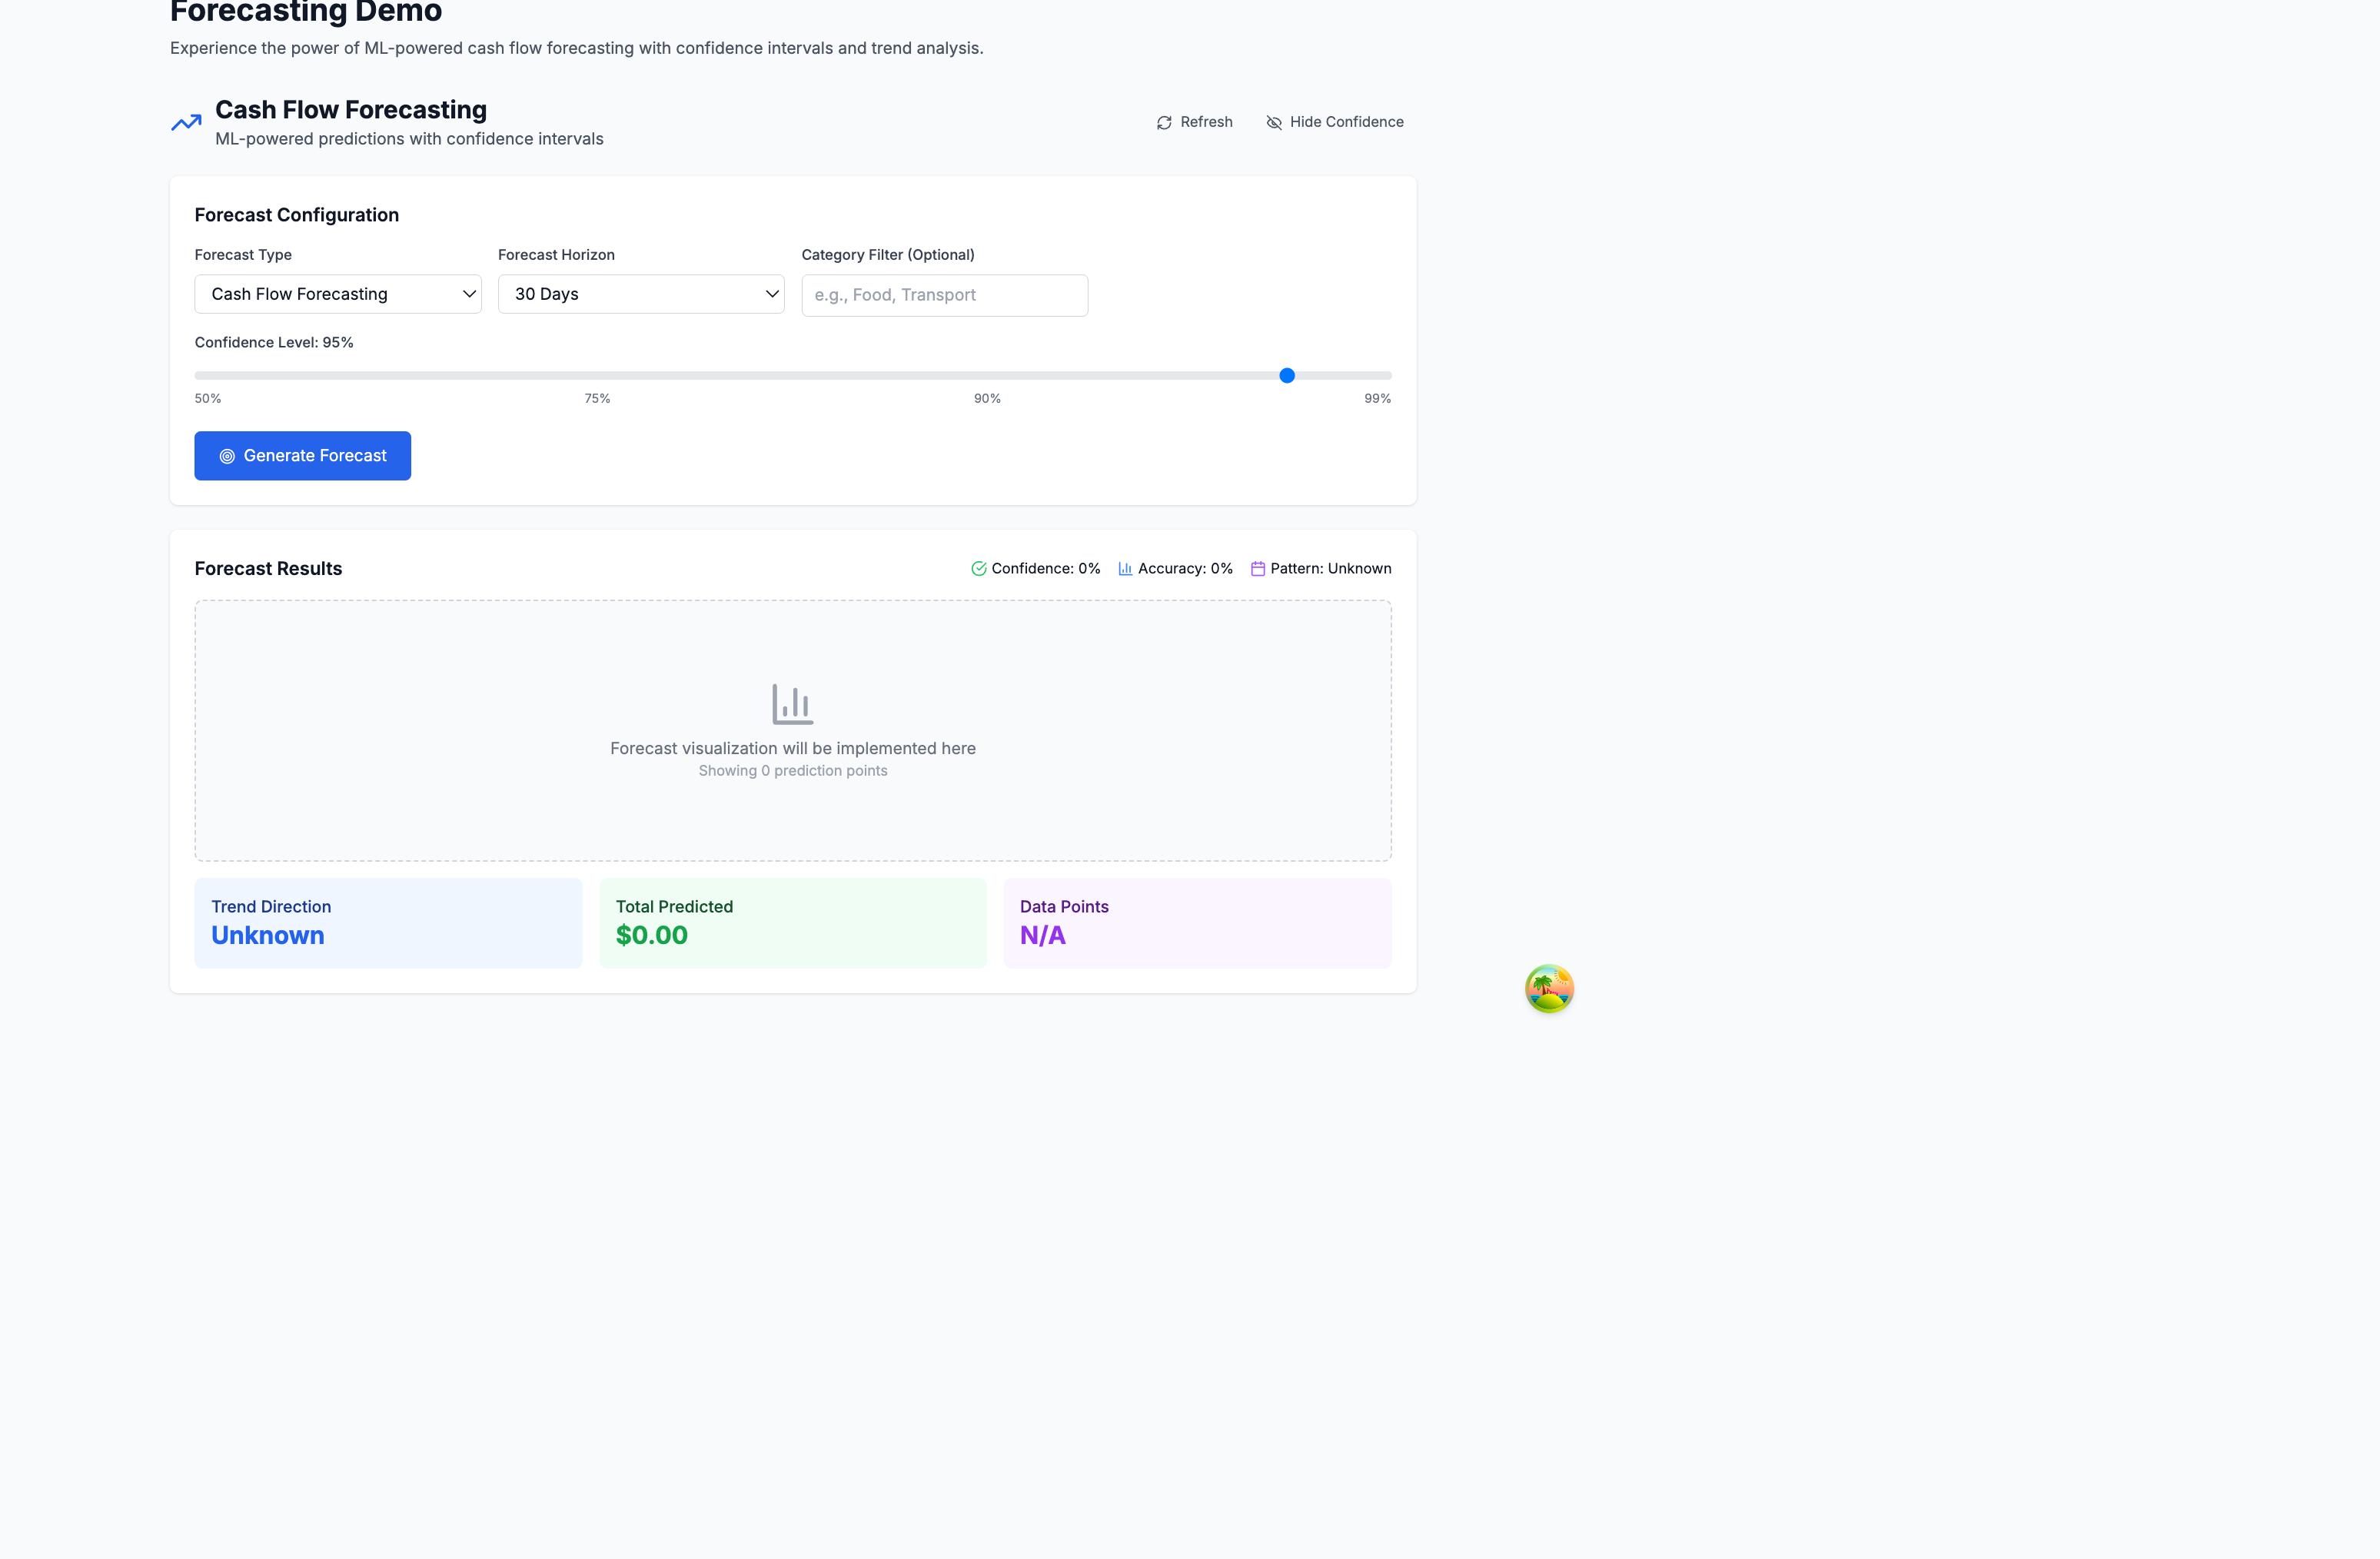 Forecasting Demo
Experience the power of ML-powered cash flow forecasting with confidence intervals and trend analysis.
Cash Flow Forecasting
ML-powered predictions with confidence intervals
Refresh
Hide Confidence
Forecast Configuration
Forecast Type
Forecast Horizon
Category Filter (Optional)
Cash Flow Forecasting
30 Days
e.g., Food, Transport
Confidence Level: 95%
50%
75%
90%
99%
Generate Forecast
Forecast Results
Confidence: 0%
Accuracy: 0%
Pattern: Unknown
Forecast visualization will be implemented here
Showing 0 prediction points
Trend Direction
Unknown
Total Predicted
$0.00
Data Points
N/A